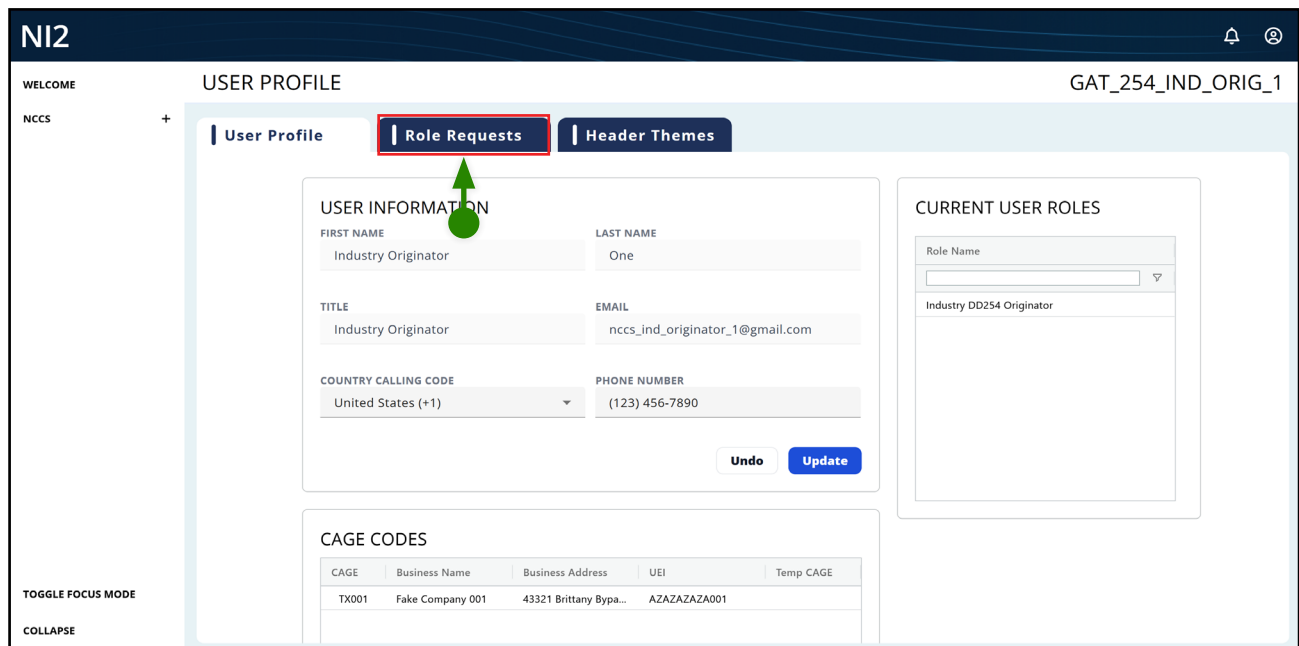 NI2
WELCOME
NCCS +
TOGGLE FOCUS MODE
COLLAPSE
USER PROFILE
GAT_254_IND_ORIG_1
User Profile
Role Requests
Header Themes
USER INFORMATION
FIRST NAME
Industry Originator
LAST NAME
One
TITLE
Industry Originator
EMAIL
nccs_ind_originator_1@gmail.com
COUNTRY CALLING CODE
United States (+1)
PHONE NUMBER
(123) 456-7890
Undo
Update
CURRENT USER ROLES
Role Name
Industry DD254 Originator
CAGE CODES
CAGE Business Name Business Address UEI Temp CAGE
TX001 Fake Company 001 43321 Brittany Bypa... AZAZAZAZA001